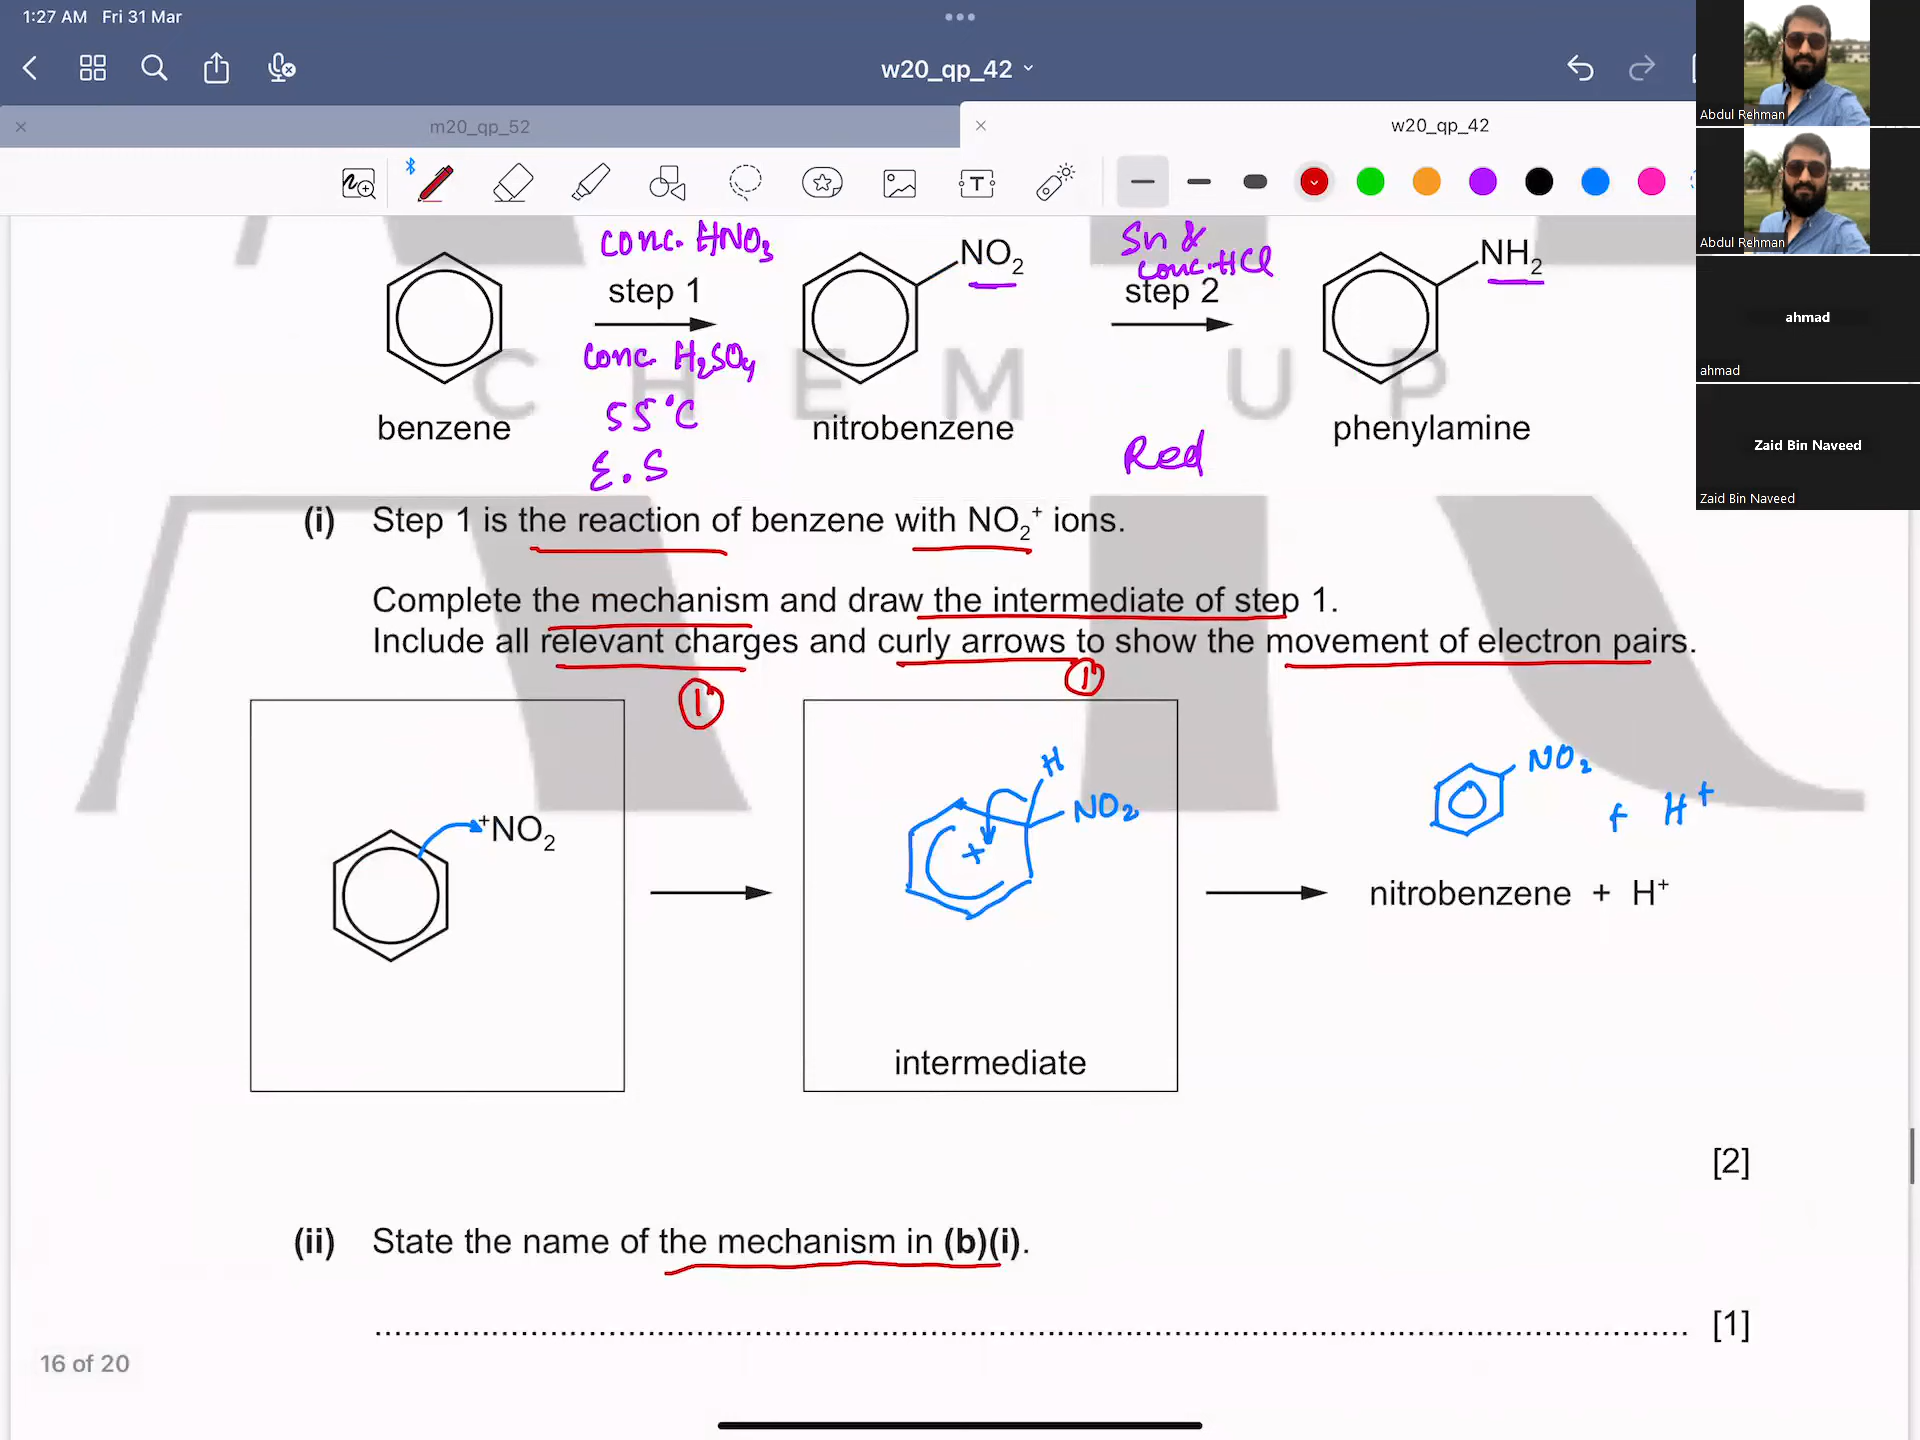 1:27 AM Fri 31 Mar
w20_qp_42
m20_qp_52
w20_qp_42
Abdul Rehman
Abdul Rehman
ahmad
ahmad
Zaid Bin Naveed
Zaid Bin Naveed
conc. HNO3
step 1
conc. H2SO4
55°C
E.S
NO2
Sn &
conc. HCl
step 2
Red
NH2
benzene
nitrobenzene
phenylamine
CHEM UP
(i) Step 1 is the reaction of benzene with NO2+ ions.
Complete the mechanism and draw the intermediate of step 1.
Include all relevant charges and curly arrows to show the movement of electron pairs.
1
1
+NO2
H
NO2
+
intermediate
NO2
+ H+
nitrobenzene + H+
[2]
(ii) State the name of the mechanism in (b)(i).
[1]
16 of 20